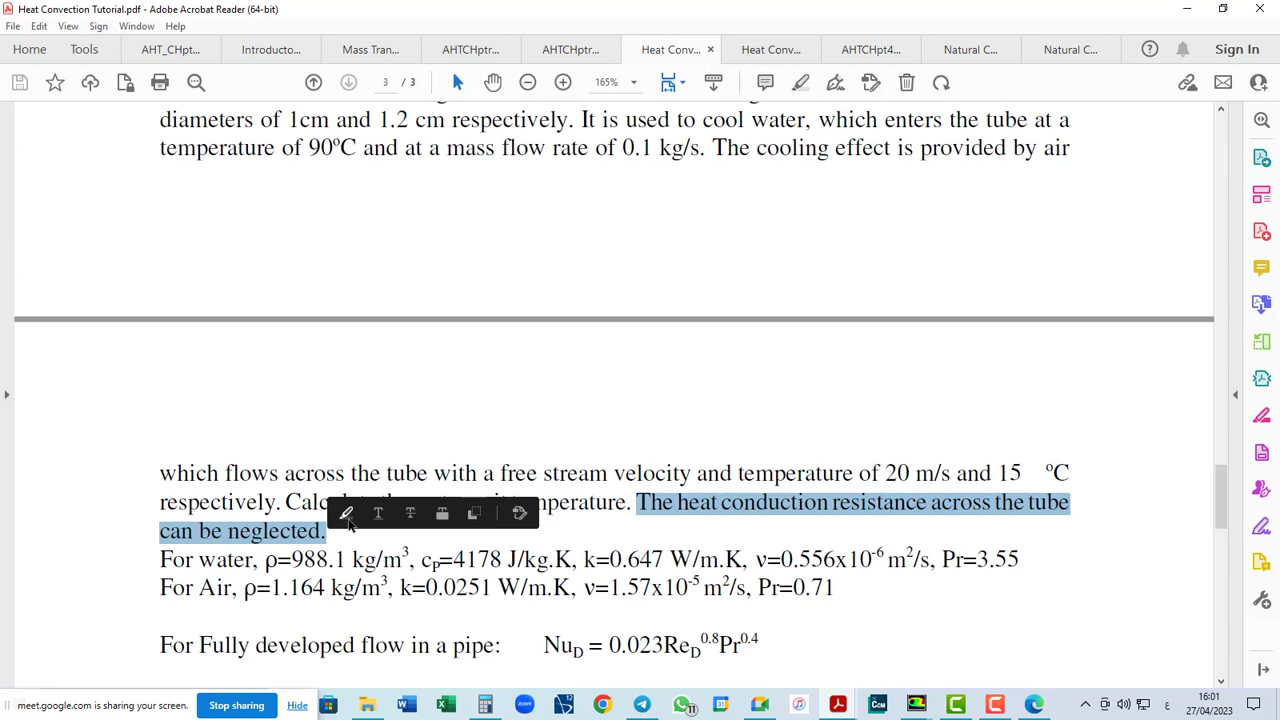 Heat Convection Tutorial.pdf - Adobe Acrobat Reader (64-bit)
File Edit View Sign Window Help
Home Tools AHT_CHpt... Introducto... Mass Tran... AHTCHptr... AHTCHptr... Heat Conv... Heat Conv... AHTCHpt4... Natural C... Natural C... Sign In
3 / 3 165%
diameters of 1cm and 1.2 cm respectively. It is used to cool water, which enters the tube at a
temperature of 90ºC and at a mass flow rate of 0.1 kg/s. The cooling effect is provided by air
which flows across the tube with a free stream velocity and temperature of 20 m/s and 15 ºC
respectively. temperature. The heat conduction resistance across the tube
can be neglected.
For water, ρ=988.1 kg/m³, cP=4178 J/kg.K, k=0.647 W/m.K, ν=0.556x10⁻⁶ m²/s, Pr=3.55
For Air, ρ=1.164 kg/m³, k=0.0251 W/m.K, ν=1.57x10⁻⁵ m²/s, Pr=0.71
For Fully developed flow in a pipe: NuD = 0.023ReD⁰·⁸Pr⁰·⁴
meet.google.com is sharing your screen. Stop sharing Hide
zoom
11
31
Com
ع
16:01
27/04/2023